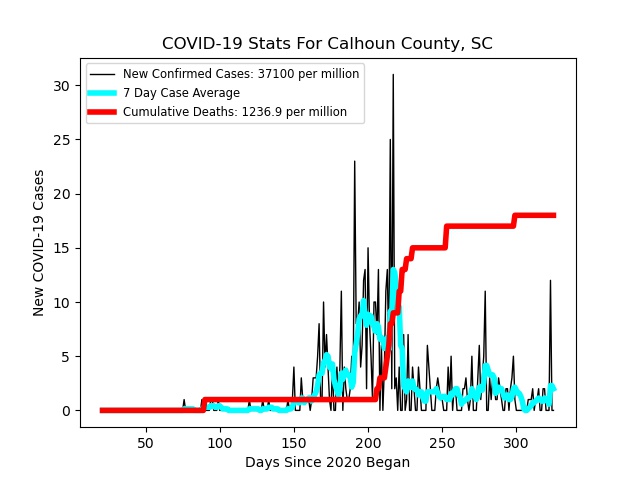 COVID-19 Stats For Calhoun County, SC
New Confirmed Cases: 37100 per million
7 Day Case Average
Cumulative Deaths: 1236.9 per million
New COVID-19 Cases
30
25
20
15
10
5
0
50 100 150 200 250 300
Days Since 2020 Began